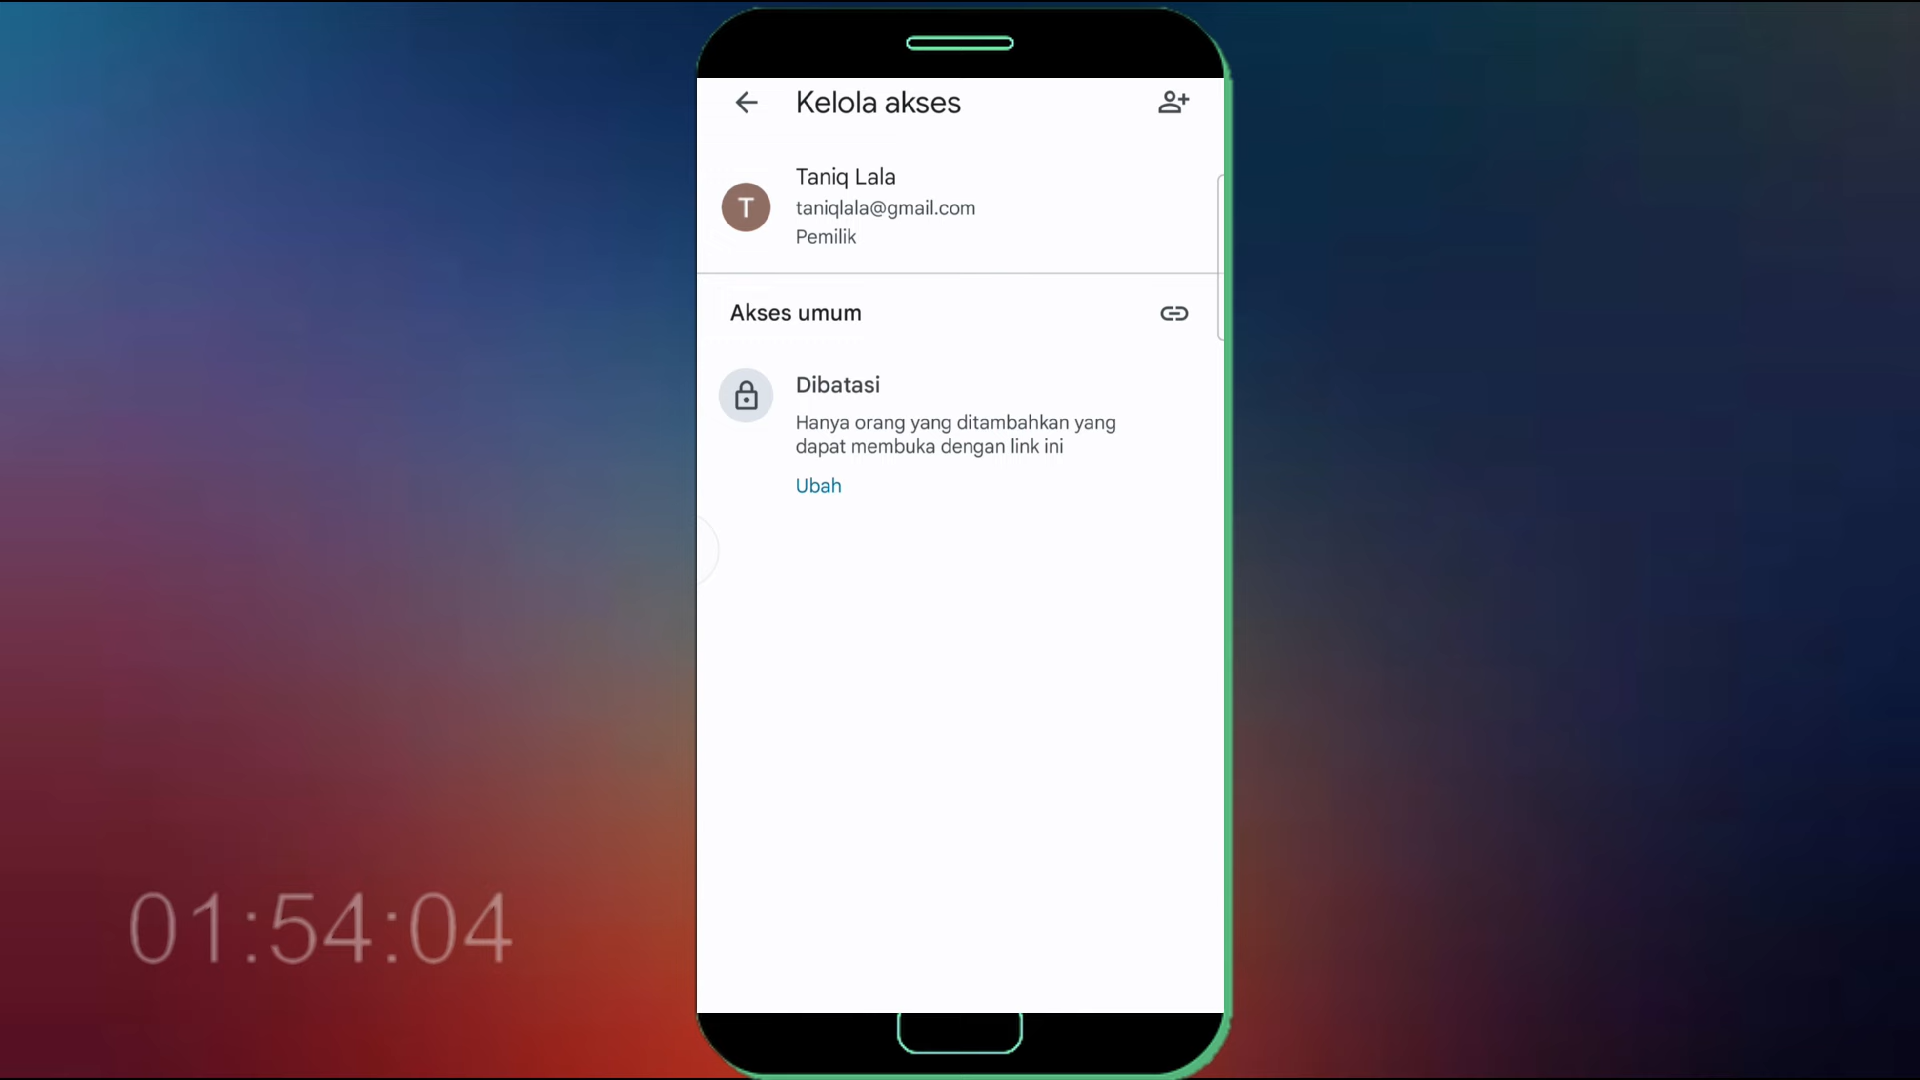 Kelola akses
T
Taniq Lala
taniqlala@gmail.com
Pemilik
Akses umum
Dibatasi
Hanya orang yang ditambahkan yang
dapat membuka dengan link ini
Ubah
01:54:04